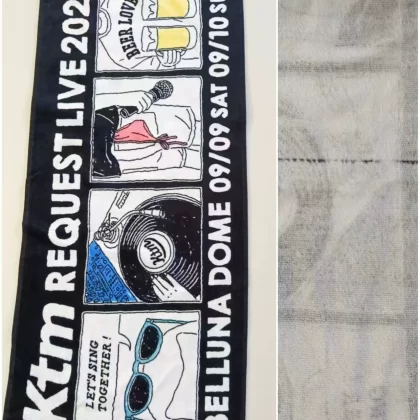 Ktm REQUEST LIVE 202
BEER LOVE
Ktm
LET'S SING
TOGETHER!
BELLUNA DOME 09/09 SAT 09/10 S